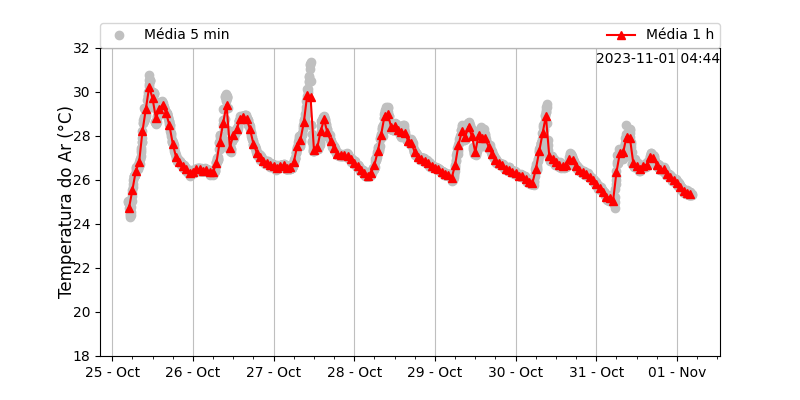 Média 5 min
Média 1 h
2023-11-01 04:44
Temperatura do Ar (°C)
32
30
28
26
24
22
20
18
25 - Oct
26 - Oct
27 - Oct
28 - Oct
29 - Oct
30 - Oct
31 - Oct
01 - Nov